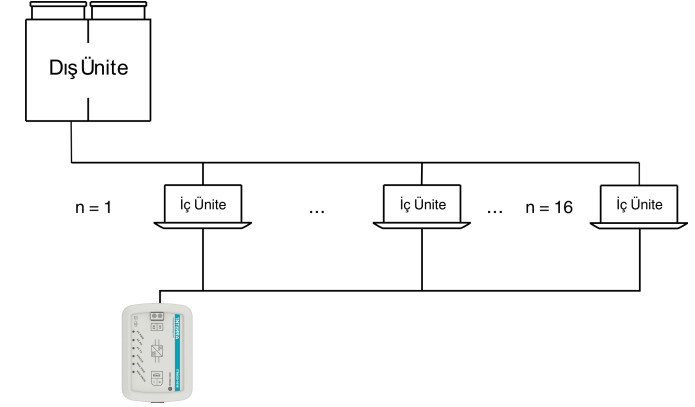 Dış Ünite
n = 1
İç Ünite
...
İç Ünite
...
n = 16
İç Ünite